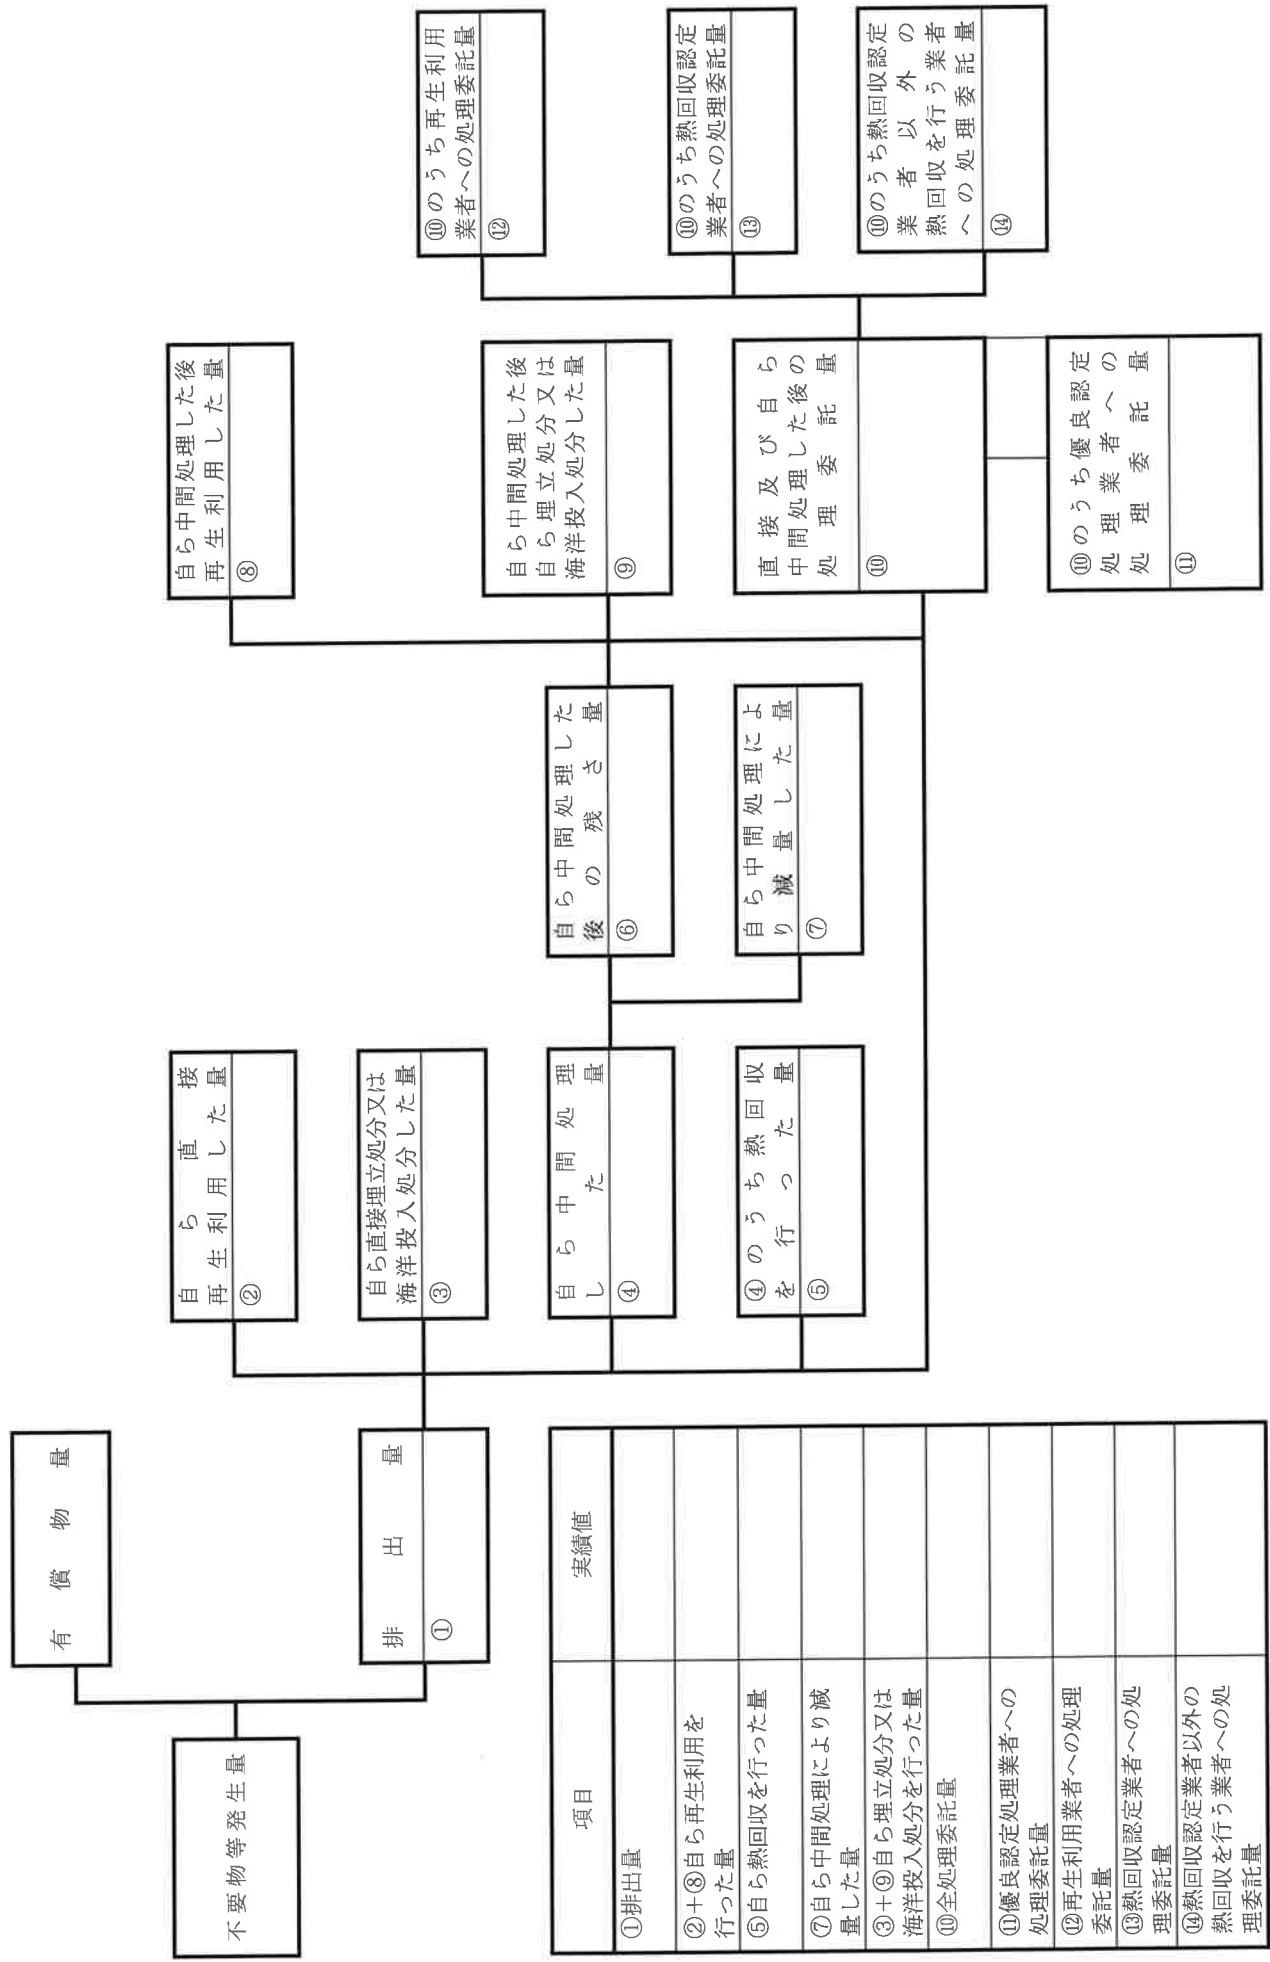 不要物等発生量
有償物量
排出量
①
自ら直接
再生利用した量
②
自ら直接埋立処分又は
海洋投入処分した量
③
自ら中間処理
した量
④
④のうち熱回収
を行った量
⑤
自ら中間処理した
後の残さ量
⑥
自ら中間処理によ
り減量した量
⑦
自ら中間処理した後
再生利用した量
⑧
自ら中間処理した後
自ら埋立処分又は
海洋投入処分した量
⑨
直接及び自ら
中間処理した後の
処理委託量
⑩
⑩のうち優良認定
処理業者への
処理委託量
⑪
⑩のうち再生利用
業者への処理委託量
⑫
⑩のうち熱回収認定
業者への処理委託量
⑬
⑩のうち熱回収認定
業者以外の
熱回収を行う業者
への処理委託量
⑭
項目
実績値
①排出量
②+⑧自ら再生利用を
行った量
⑤自ら熱回収を行った量
⑦自ら中間処理により減
量した量
③+⑨自ら埋立処分又は
海洋投入処分を行った量
⑩全処理委託量
⑪優良認定処理業者への
処理委託量
⑫再生利用業者への処理
委託量
⑬熱回収認定業者への処
理委託量
⑭熱回収認定業者以外の
熱回収を行う業者への処
理委託量